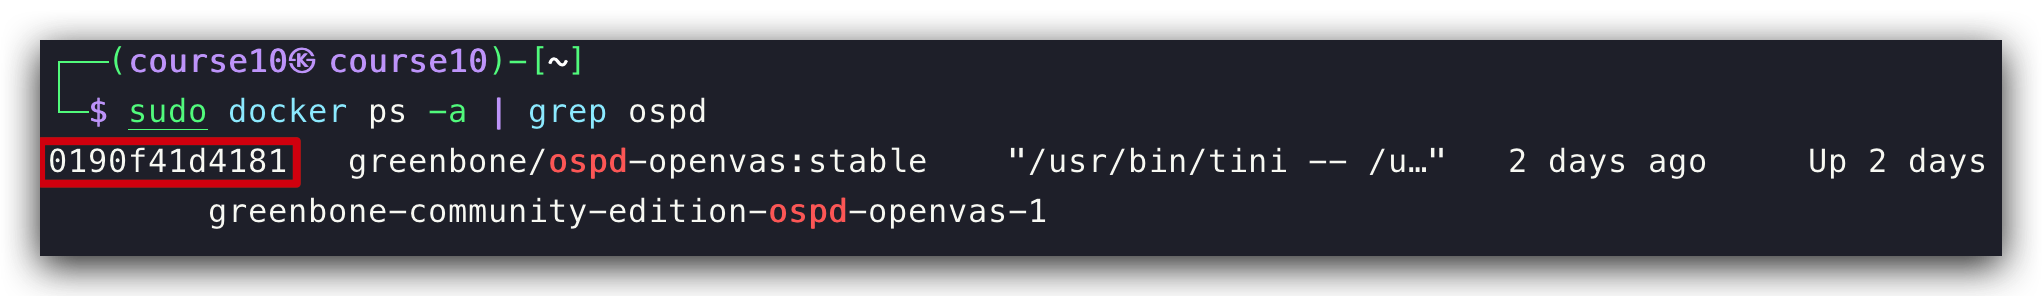 (course10㉿ course10)-[~]
$ sudo docker ps -a | grep ospd
0190f41d4181 greenbone/ospd-openvas:stable "/usr/bin/tini -- /u…" 2 days ago Up 2 days
greenbone-community-edition-ospd-openvas-1